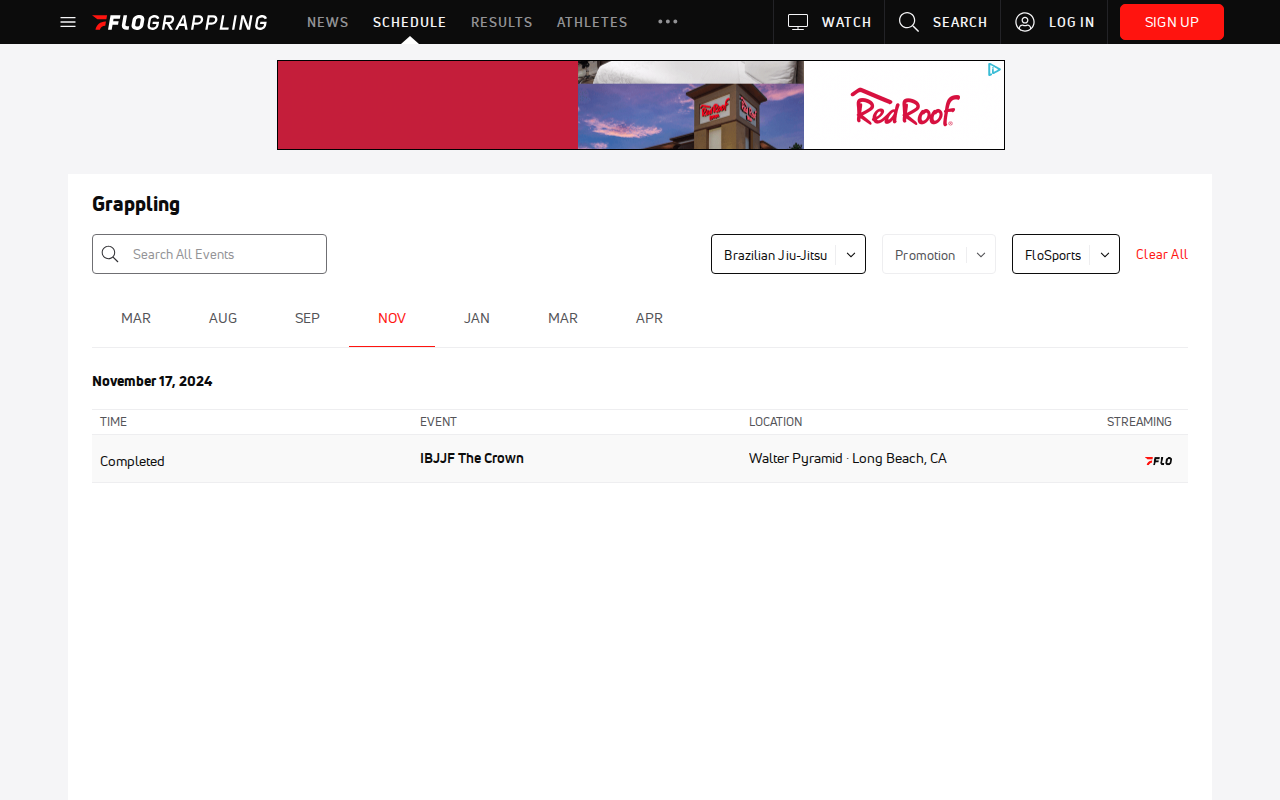 FLOGRAPPLING NEWS SCHEDULE RESULTS ATHLETES ••• WATCH SEARCH LOG IN SIGN UP
Red Roof
Grappling
Search All Events Brazilian Jiu-Jitsu Promotion FloSports Clear All
MAR AUG SEP NOV JAN MAR APR
November 17, 2024
TIME EVENT LOCATION STREAMING
Completed IBJJF The Crown Walter Pyramid · Long Beach, CA FLO